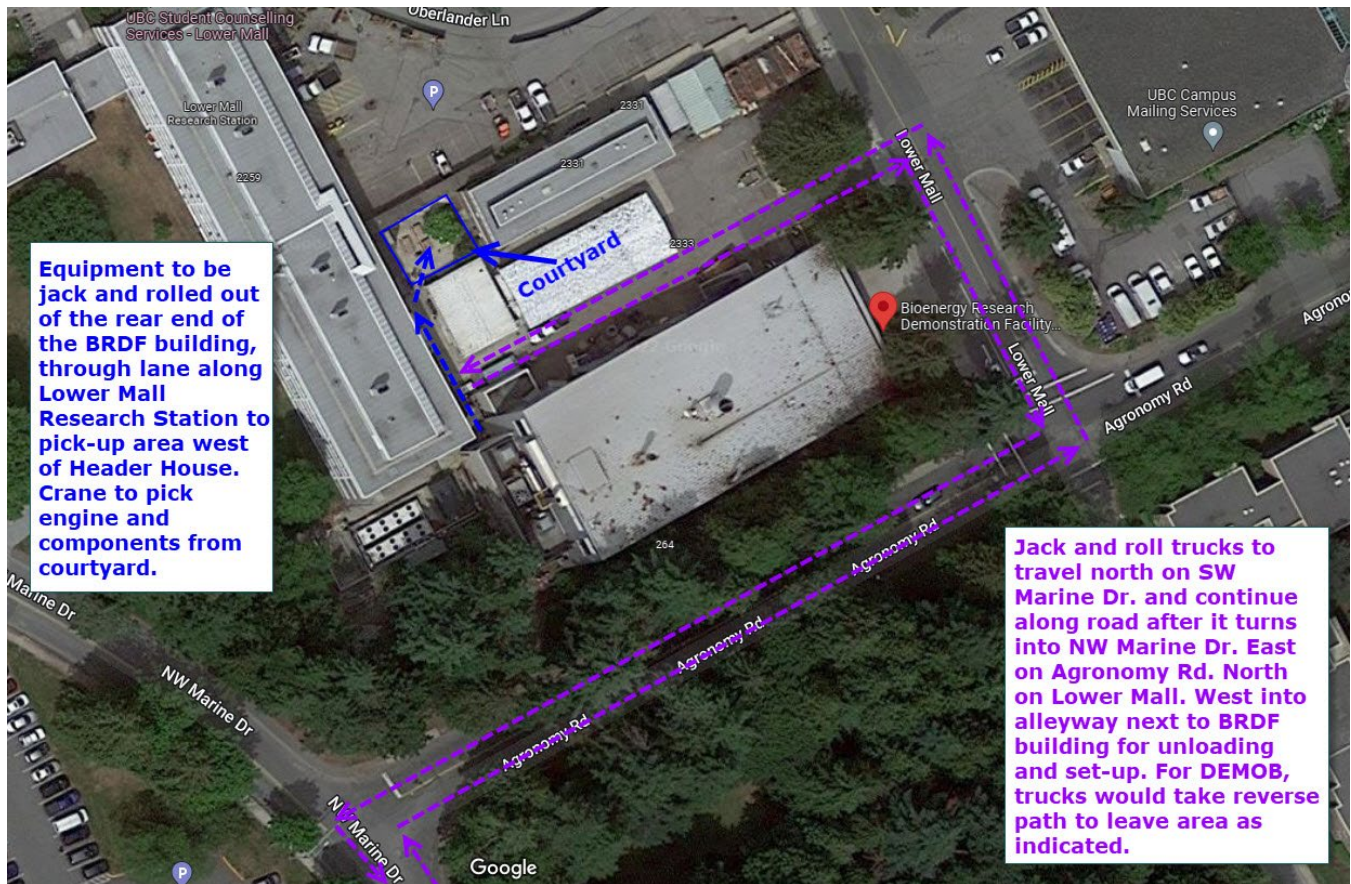 Oberlander Ln
UBC Student Counselling
Services - Lower Mall
Lower Mall
Research Station
P
2331
2331
UBC Campus
Mailing Services
2259
Lower Mall
Courtyard
2333
Equipment to be
jack and rolled out
of the rear end of
the BRDF building,
through lane along
Lower Mall
Research Station to
pick-up area west
of Header House.
Crane to pick
engine and
components from
courtyard.
Bioenergy Research
Demonstration Facility...
Lower Mall
Agronomy
Agronomy Rd
264
Agronomy Rd
Agronomy Rd
Agronomy Rd
Marine Dr
NW Marine Dr
NW Marine Dr
P
Google
Jack and roll trucks to
travel north on SW
Marine Dr. and continue
along road after it turns
into NW Marine Dr. East
on Agronomy Rd. North
on Lower Mall. West into
alleyway next to BRDF
building for unloading
and set-up. For DEMOB,
trucks would take reverse
path to leave area as
indicated.